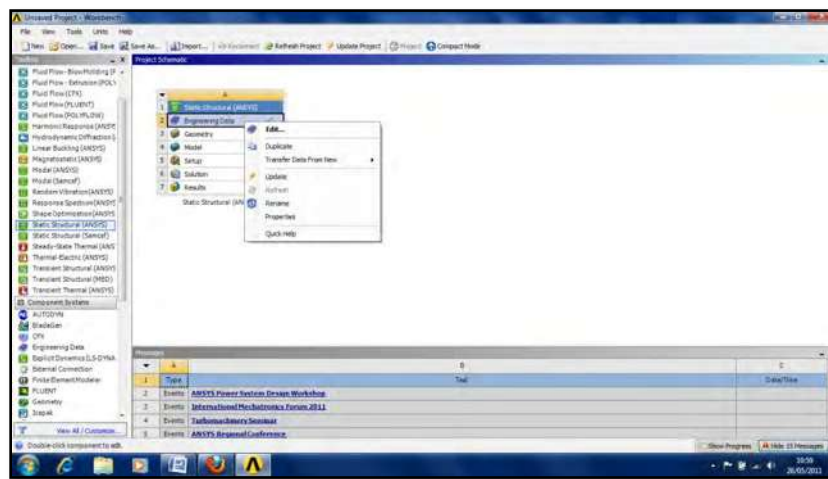 Unsaved Project - Workbench
File View Tools Units Help
New Open... Save Save As... Import... Reconnect Refresh Project Update Project Project Compact Mode
Project Schematic
Fluid Flow - BlowMolding (P
Fluid Flow - Extrusion (POLY
Fluid Flow (CFX)
Fluid Flow (FLUENT)
Fluid Flow (POLYFLOW)
Harmonic Response (ANSYS
Hydrodynamic Diffraction (
Linear Buckling (ANSYS)
Magnetostatic (ANSYS)
Modal (ANSYS)
Modal (Samcef)
Random Vibration (ANSYS)
Response Spectrum (ANSYS
Shape Optimization (ANSYS
Static Structural (ANSYS)
Static Structural (Samcef)
Steady-State Thermal (ANS
Thermal-Electric (ANSYS)
Transient Structural (ANSYS
Transient Structural (MBD)
Transient Thermal (ANSYS)
Component Systems
AUTODYN
BladeGen
CFX
Engineering Data
Explicit Dynamics (LS-DYNA
External Connection
Finite Element Modeler
FLUENT
Geometry
Icepak
View All / Customize...
A
1 Static Structural (ANSYS)
2 Engineering Data
3 Geometry
4 Model
5 Setup
6 Solution
7 Results
Static Structural (AN
Edit...
Duplicate
Transfer Data From New
Update
Refresh
Rename
Properties
Quick Help
Messages
A B C
1 Type Text Date/Time
2 Events ANSYS Power System Design Workshop
3 Events International Mechatronics Forum 2011
4 Events Turbomachinery Seminar
5 Events ANSYS Regional Conference
Double-click component to edit.
Show Progress Hide 15 Messages
10:59
26/05/2011